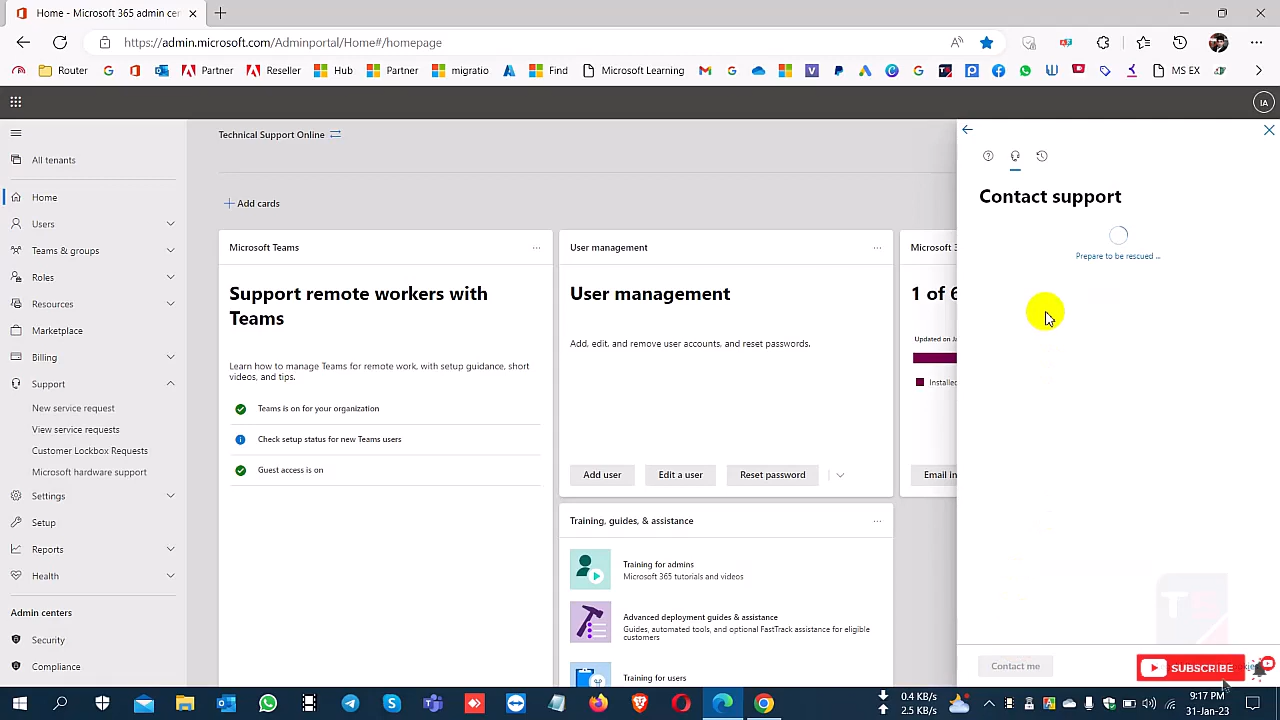 Home - Microsoft 365 admin cen
https://admin.microsoft.com/Adminportal/Home#/homepage
Router
Partner
Reseller
Hub
Partner
migratio
Find
Microsoft Learning
MS EX
IA
All tenants
Home
Users
Teams & groups
Roles
Resources
Marketplace
Billing
Support
New service request
View service requests
Customer Lockbox Requests
Microsoft hardware support
Settings
Setup
Reports
Health
Admin centers
Security
Compliance
Technical Support Online
Add cards
Microsoft Teams
Support remote workers with
Teams
Learn how to manage Teams for remote work, with setup guidance, short
videos, and tips.
Teams is on for your organization
Check setup status for new Teams users
Guest access is on
User management
User management
Add, edit, and remove user accounts, and reset passwords.
Add user
Edit a user
Reset password
Training, guides, & assistance
Training for admins
Microsoft 365 tutorials and videos
Advanced deployment guides & assistance
Guides, automated tools, and optional FastTrack assistance for eligible
customers
Training for users
Microsoft 3
1 of 6
Updated on Ja
Installed
Email in
Contact support
Prepare to be rescued ...
Contact me
SUBSCRIBE
0.4 KB/s
2.5 KB/s
9:17 PM
31-Jan-23